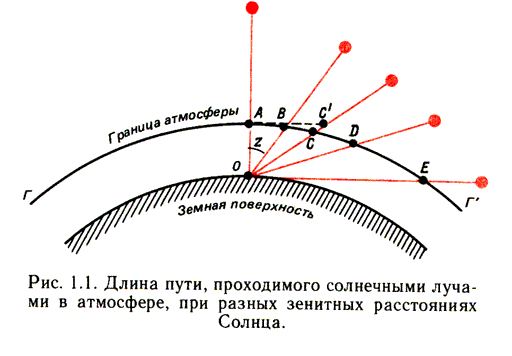 A
B
C'
Граница атмосферы
C
D
z
E
O
Г
Г'
Земная поверхность
Рис. 1.1. Длина пути, проходимого солнечными луча-
ми в атмосфере, при разных зенитных расстояниях
Солнца.